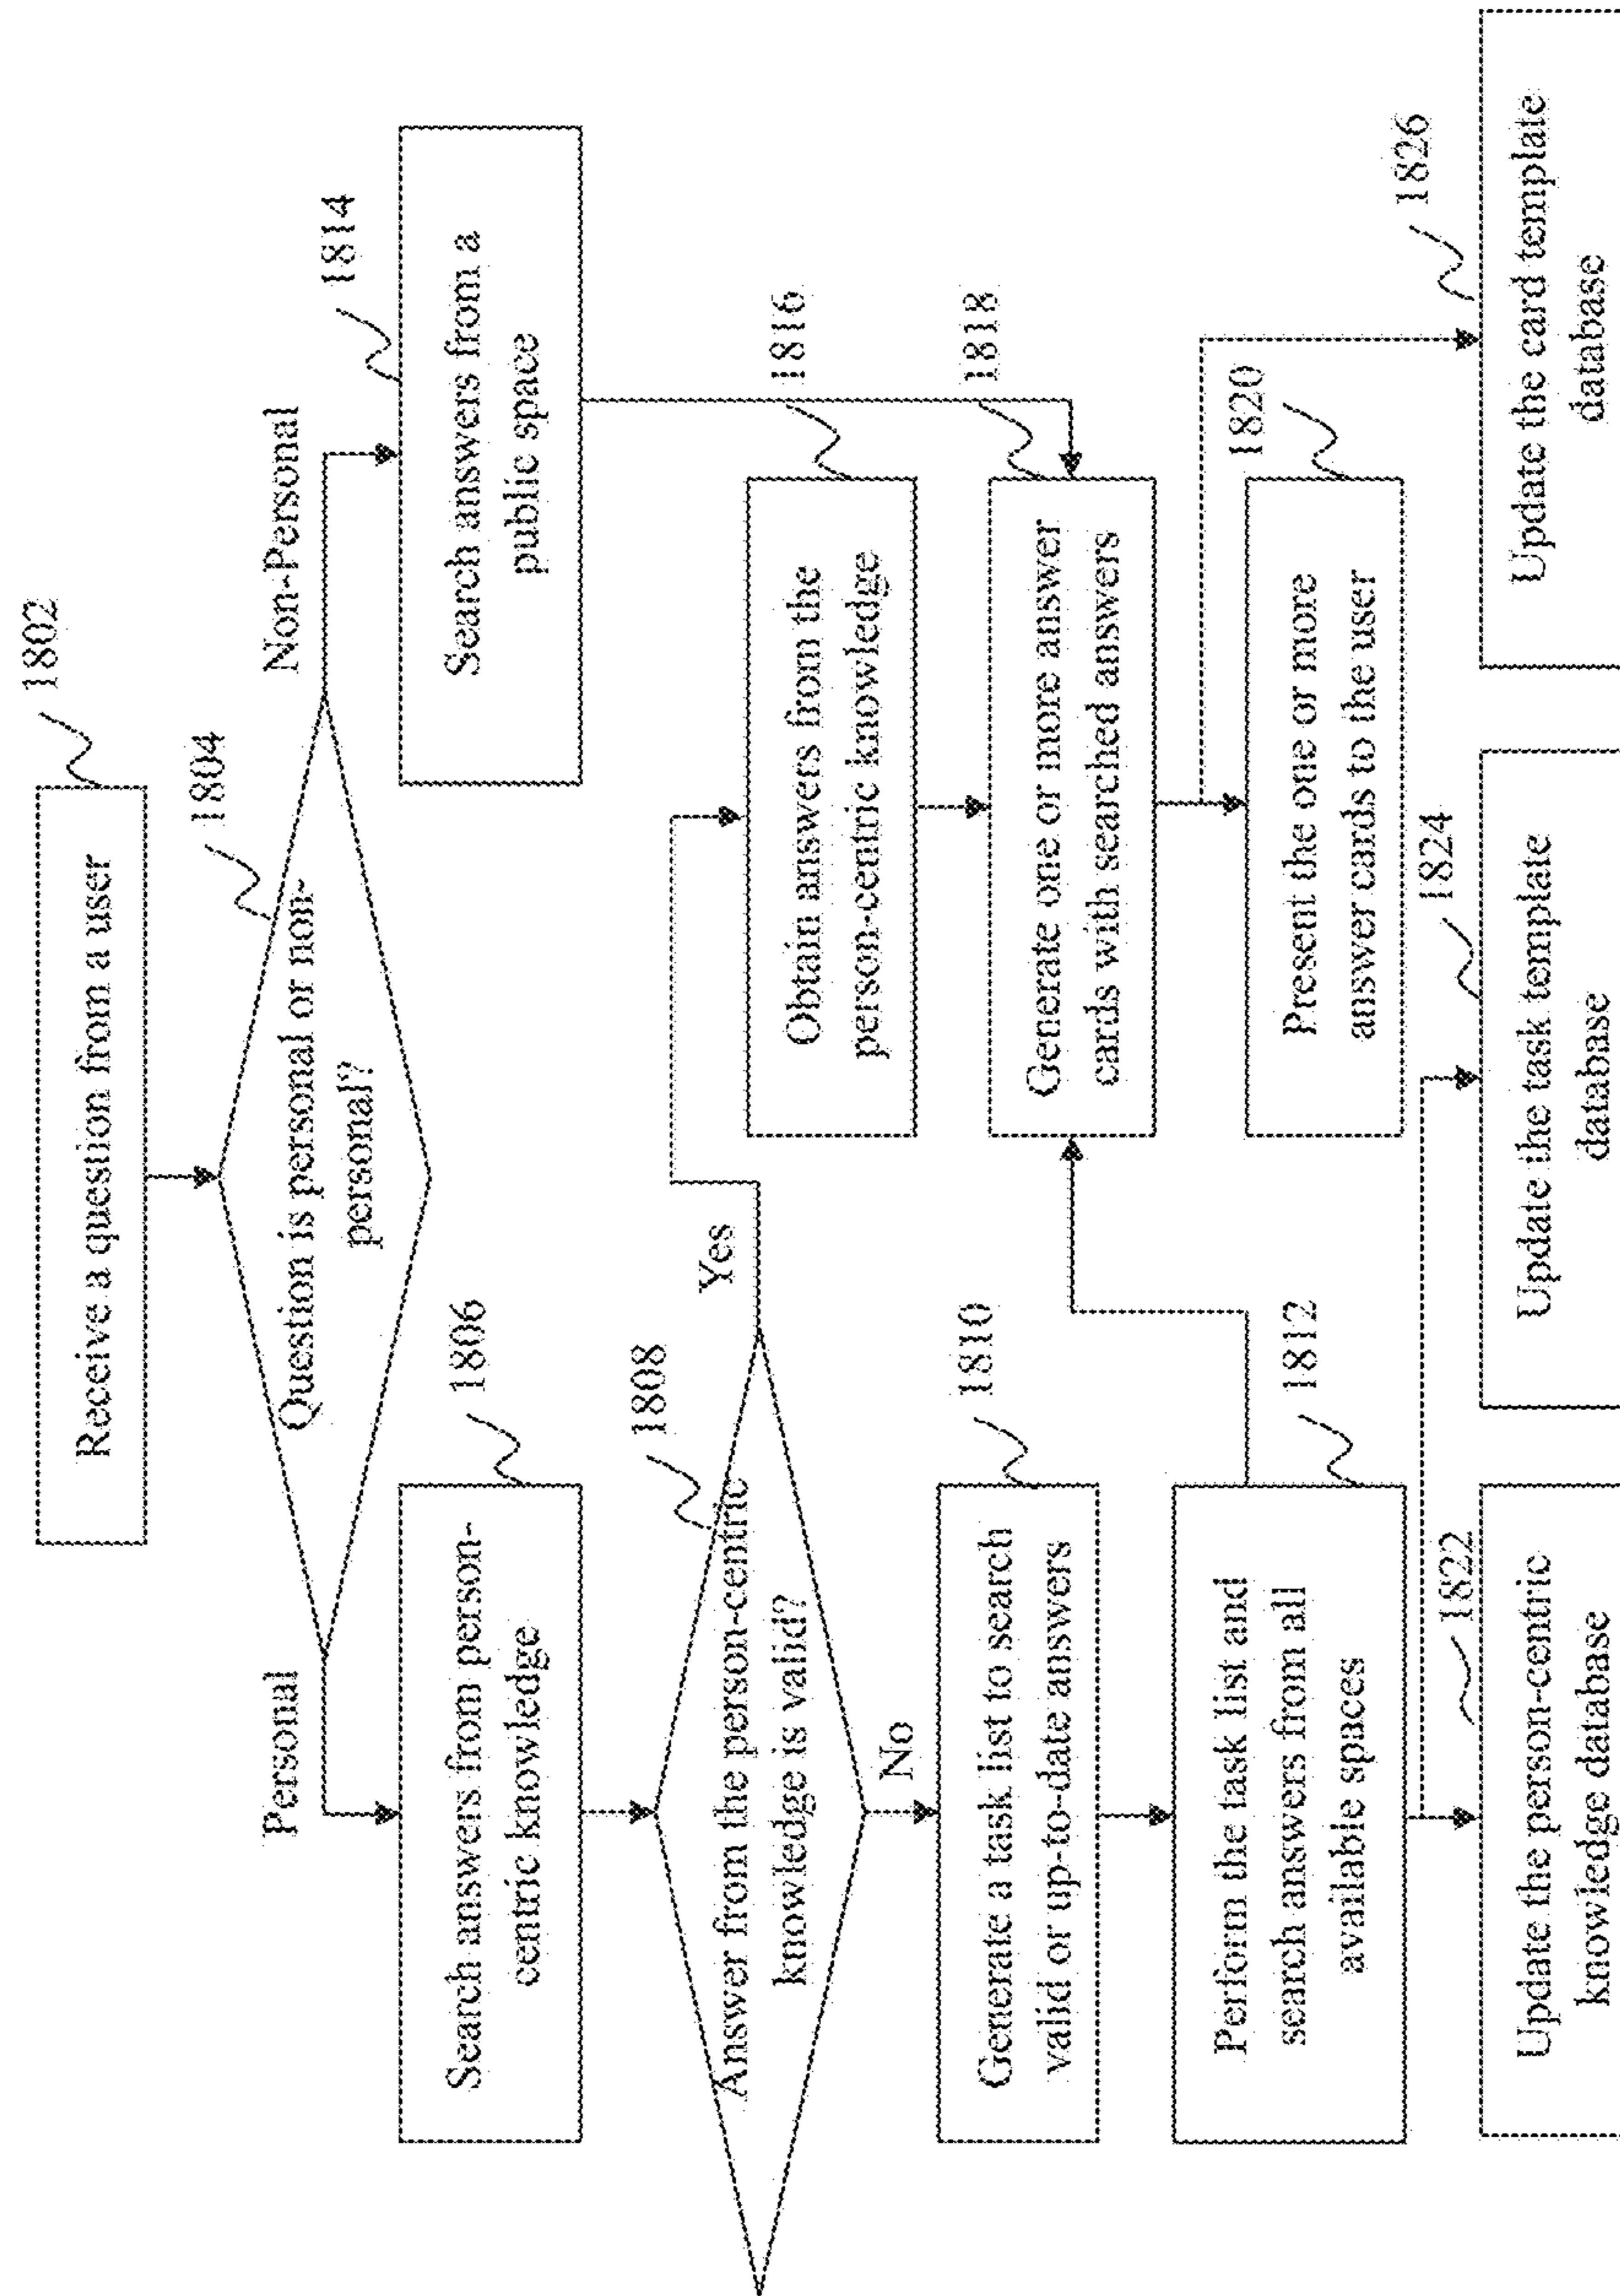 1802
Receive a question from a user
1804
Question is personal or non-
personal?
Personal
Non-Personal
1806
Search answers from person-
centric knowledge
1814
Search answers from a
public space
1808
Answer from the person-centric
knowledge is valid?
Yes
No
1816
Obtain answers from the
person-centric knowledge
1810
Generate a task list to search
valid or up-to-date answers
1818
Generate one or more answer
cards with searched answers
1812
Perform the task list and
search answers from all
available spaces
1820
Present the one or more
answer cards to the user
1822
Update the person-centric
knowledge database
1824
Update the task template
database
1826
Update the card template
database